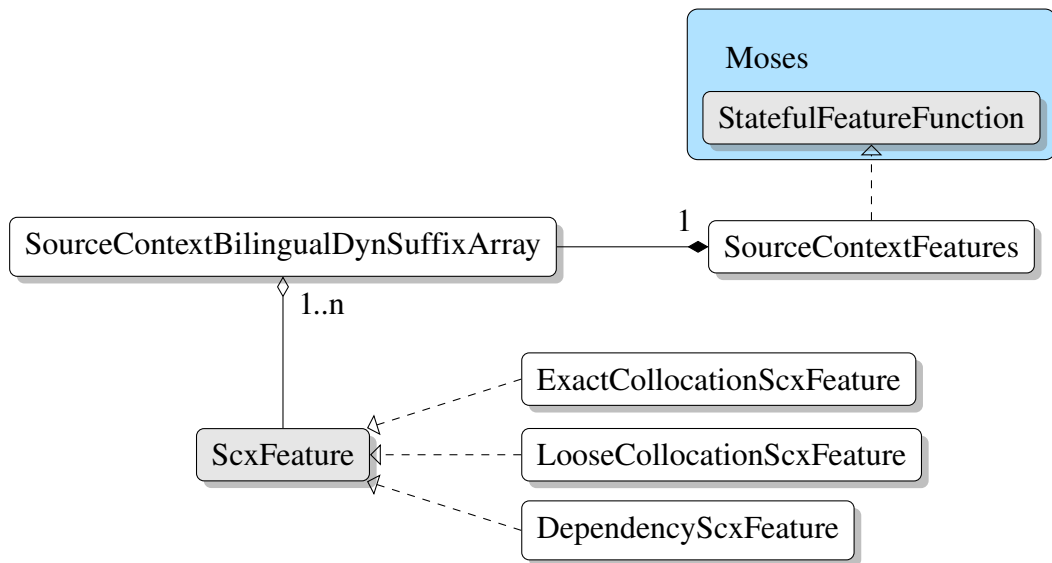 Moses
StatefulFeatureFunction
1
SourceContextBilingualDynSuffixArray
SourceContextFeatures
1..n
ExactCollocationScxFeature
ScxFeature
LooseCollocationScxFeature
DependencyScxFeature